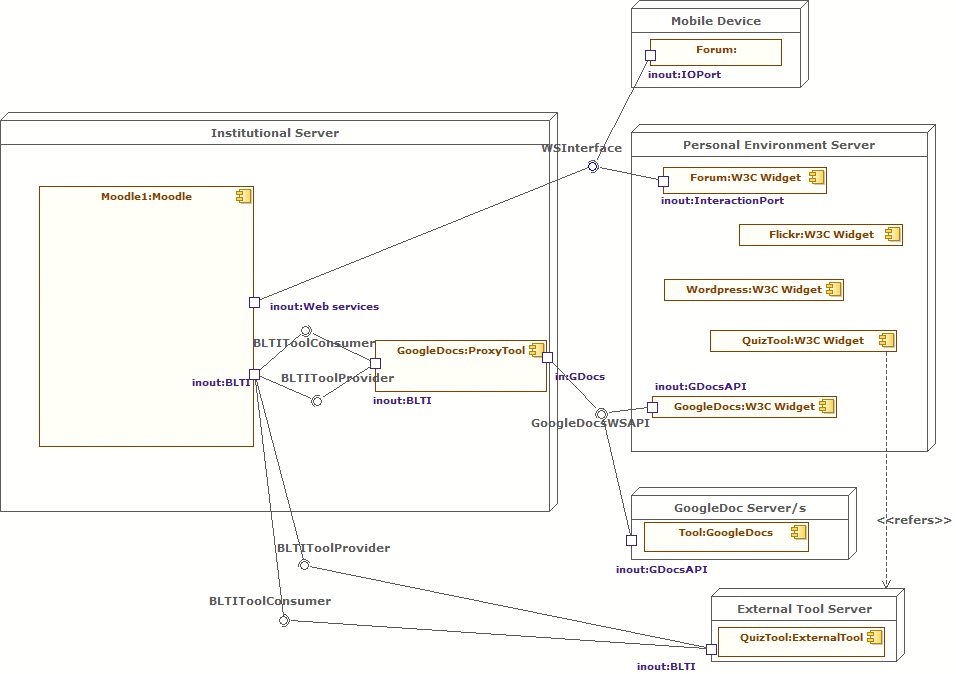 Mobile Device
Forum:
inout:IOPort
Institutional Server
WSInterface
Personal Environment Server
Moodle1:Moodle
Forum:W3C Widget
inout:InteractionPort
Flickr:W3C Widget
Wordpress:W3C Widget
inout:Web services
BLTIToolConsumer
QuizTool:W3C Widget
GoogleDocs:ProxyTool
BLTIToolProvider
in:GDocs
inout:BLTI
inout:GDocsAPI
inout:BLTI
GoogleDocs:W3C Widget
GoogleDocsWSAPI
GoogleDoc Server/s
<<refers>>
Tool:GoogleDocs
BLTIToolProvider
inout:GDocsAPI
BLTIToolConsumer
External Tool Server
QuizTool:ExternalTool
inout:BLTI